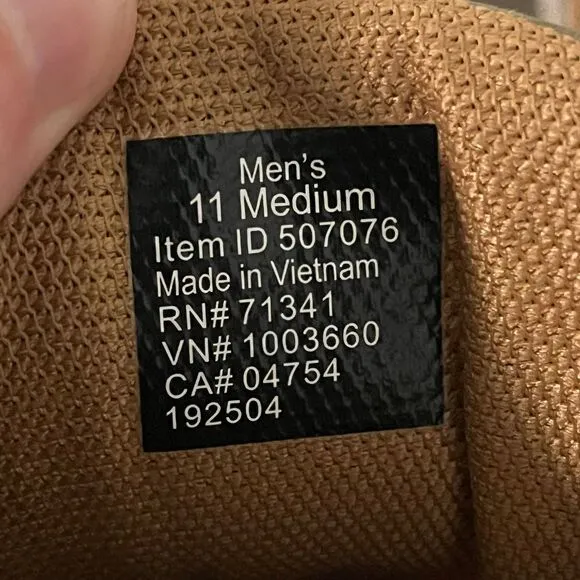 Men's
11 Medium
Item ID 507076
Made in Vietnam
RN# 71341
VN# 1003660
CA# 04754
192504